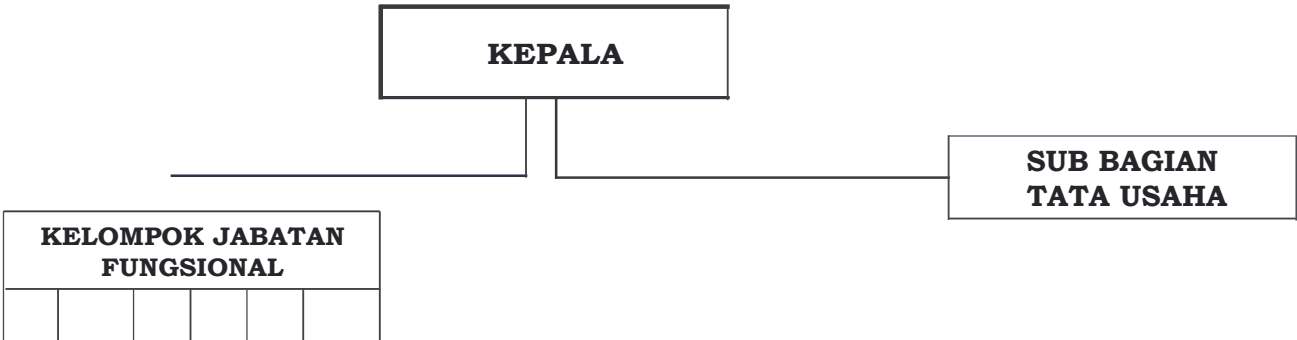 KEPALA
SUB BAGIAN
TATA USAHA
KELOMPOK JABATAN
FUNGSIONAL